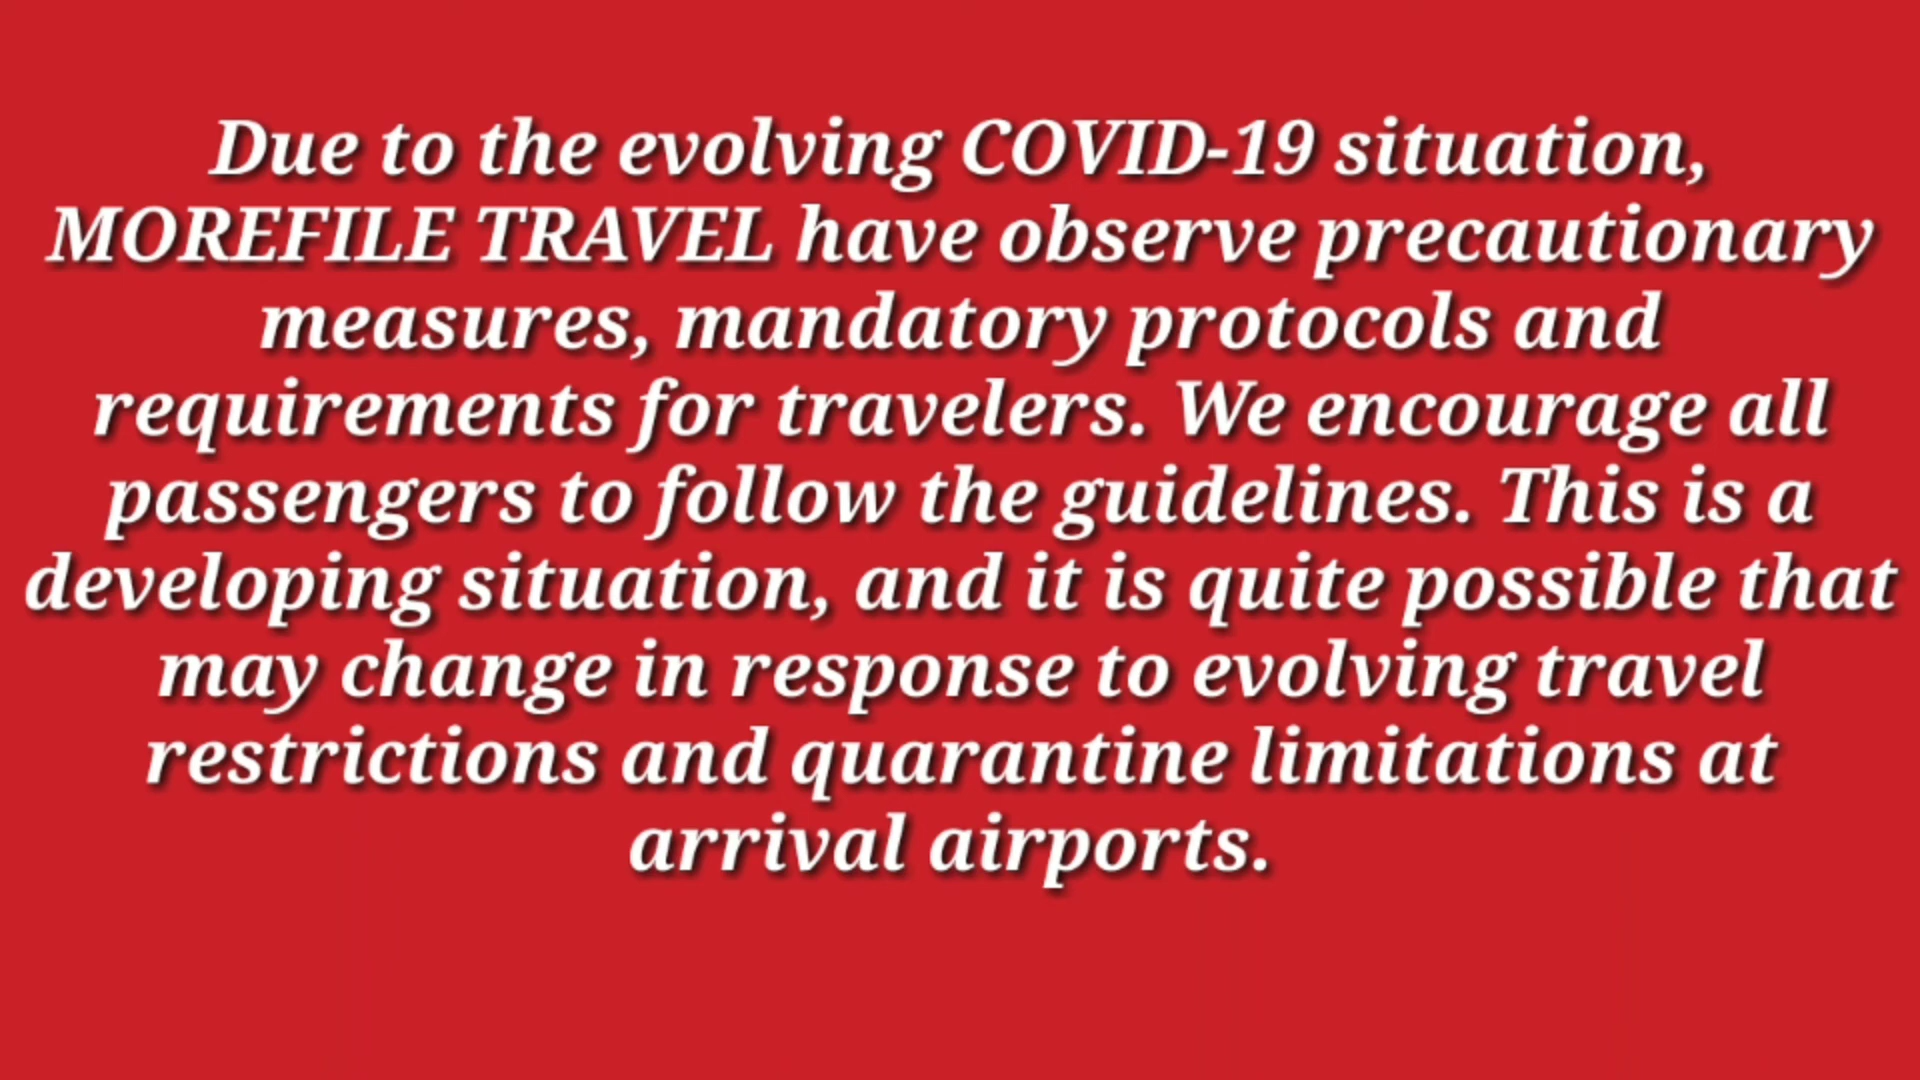 Due to the evolving COVID-19 situation,
MOREFILE TRAVEL have observe precautionary
measures, mandatory protocols and
requirements for travelers. We encourage all
passengers to follow the guidelines. This is a
developing situation, and it is quite possible that
may change in response to evolving travel
restrictions and quarantine limitations at
arrival airports.